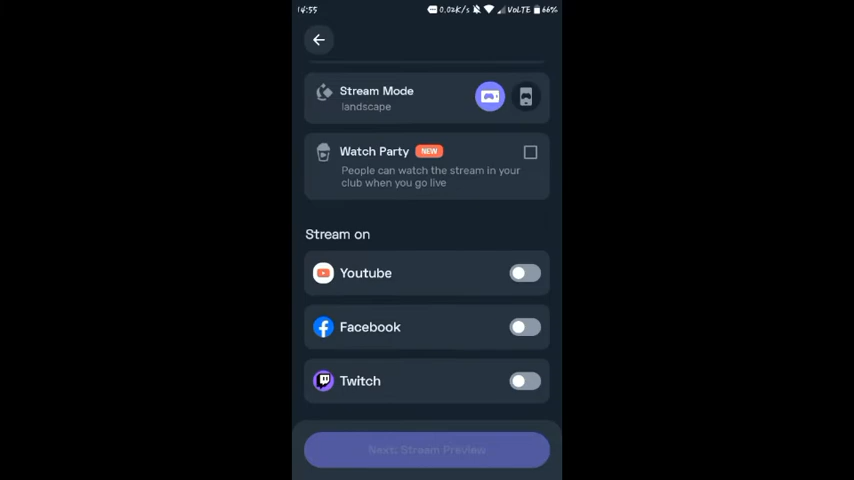 14:55
0.02K/s VoLTE 66%
Stream Mode
landscape
Watch Party NEW
People can watch the stream in your
club when you go live
Stream on
Youtube
Facebook
Twitch
Next: Stream Preview